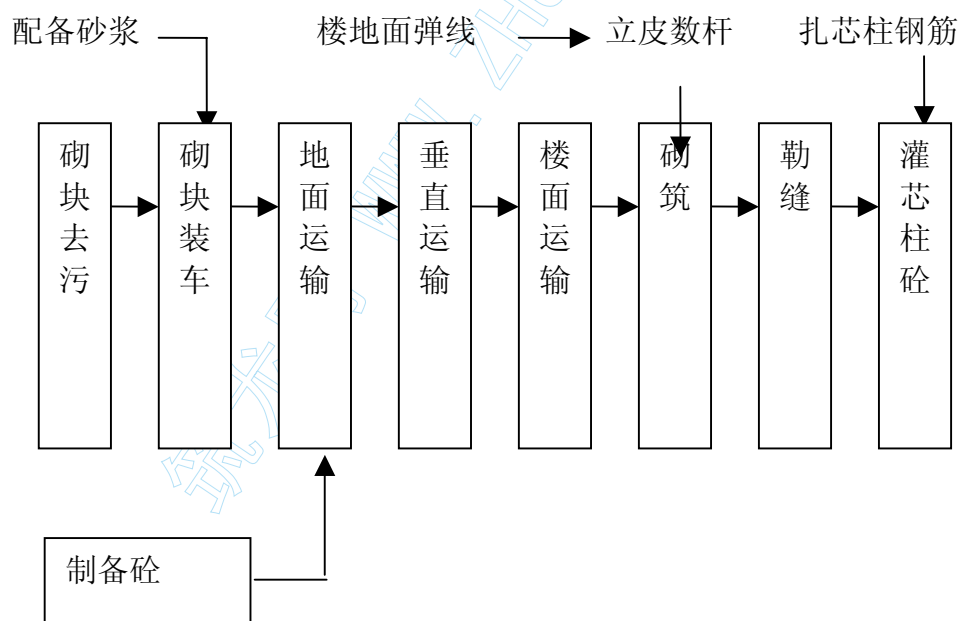 配备砂浆 楼地面弹线 立皮数杆 扎芯柱钢筋
砌块去污
砌块装车
地面运输
垂直运输
楼面运输
砌筑
勒缝
灌芯柱砼
制备砼